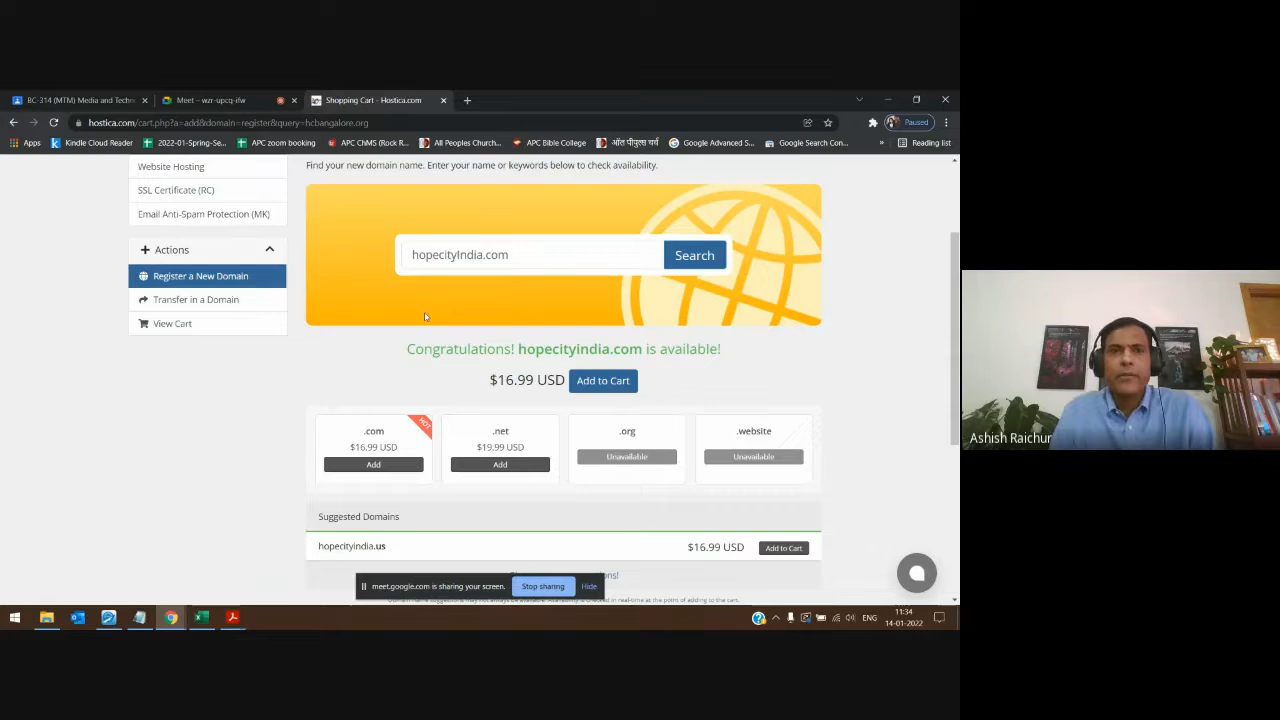 BC-314 (MTM) Media and Techn
Meet – wzr-upcq-ifw
Shopping Cart - Hostica.com
hostica.com/cart.php?a=add&domain=register&query=hcbangalore.org
Paused
Apps
Kindle Cloud Reader
2022-01-Spring-Se...
APC zoom booking
APC ChMS (Rock R...
All Peoples Church...
APC Bible College
ऑल पीपुल्स चर्च
Google Advanced S...
Google Search Con...
»
Reading list
Website Hosting
SSL Certificate (RC)
Email Anti-Spam Protection (MK)
Actions
Register a New Domain
Transfer in a Domain
View Cart
Find your new domain name. Enter your name or keywords below to check availability.
hopecityIndia.com
Search
Congratulations! hopecityindia.com is available!
$16.99 USD
Add to Cart
.com
HOT
$16.99 USD
Add
.net
$19.99 USD
Add
.org
Unavailable
.website
Unavailable
Suggested Domains
hopecityindia.us
$16.99 USD
Add to Cart
meet.google.com is sharing your screen.
Stop sharing
Hide
ENG
11:34
14-01-2022
Ashish Raichur